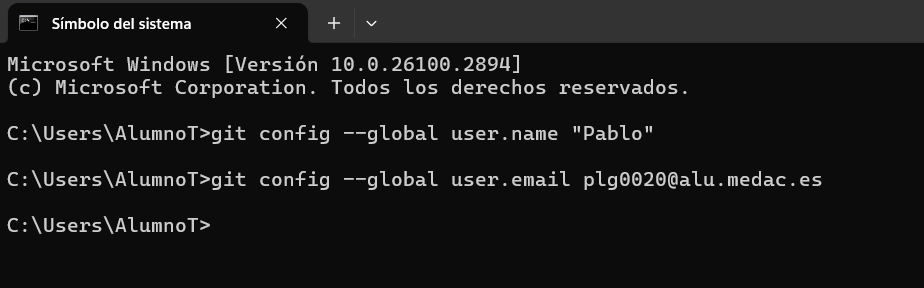 Símbolo del sistema
Microsoft Windows [Versión 10.0.26100.2894]
(c) Microsoft Corporation. Todos los derechos reservados.
C:\Users\AlumnoT>git config --global user.name "Pablo"
C:\Users\AlumnoT>git config --global user.email plg0020@alu.medac.es
C:\Users\AlumnoT>